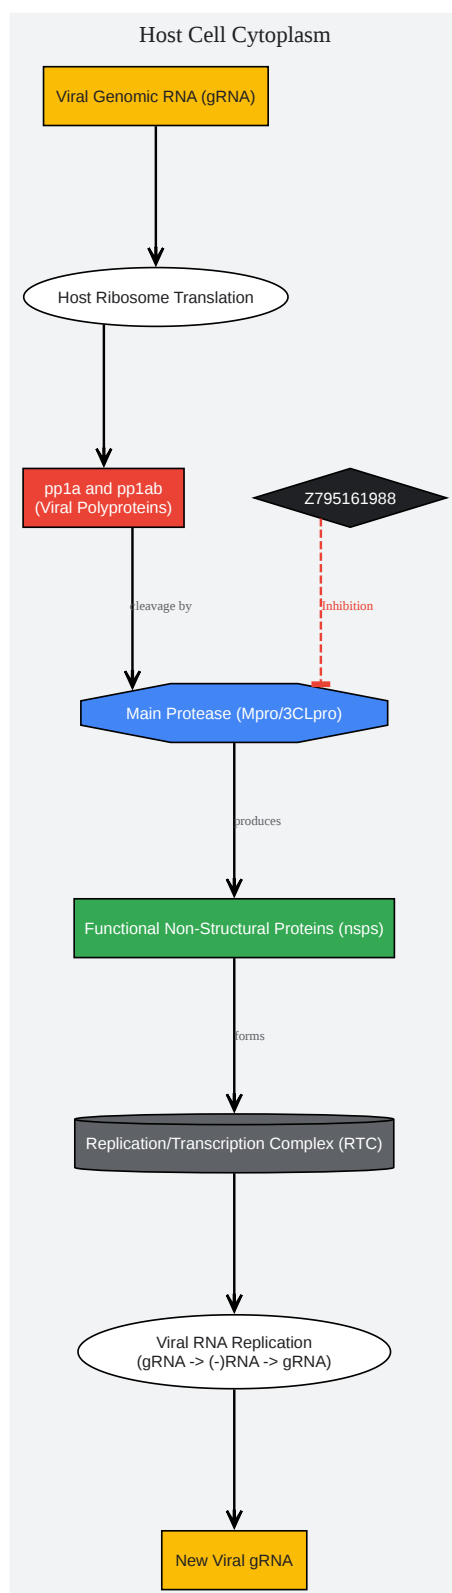 Host Cell Cytoplasm
Viral Genomic RNA (gRNA)
Host Ribosome Translation
pp1a and pp1ab
(Viral Polyproteins)
Z795161988
cleavage by
Inhibition
Main Protease (Mpro/3CLpro)
produces
Functional Non-Structural Proteins (nsps)
forms
Replication/Transcription Complex (RTC)
Viral RNA Replication
(gRNA -> (-)RNA -> gRNA)
New Viral gRNA